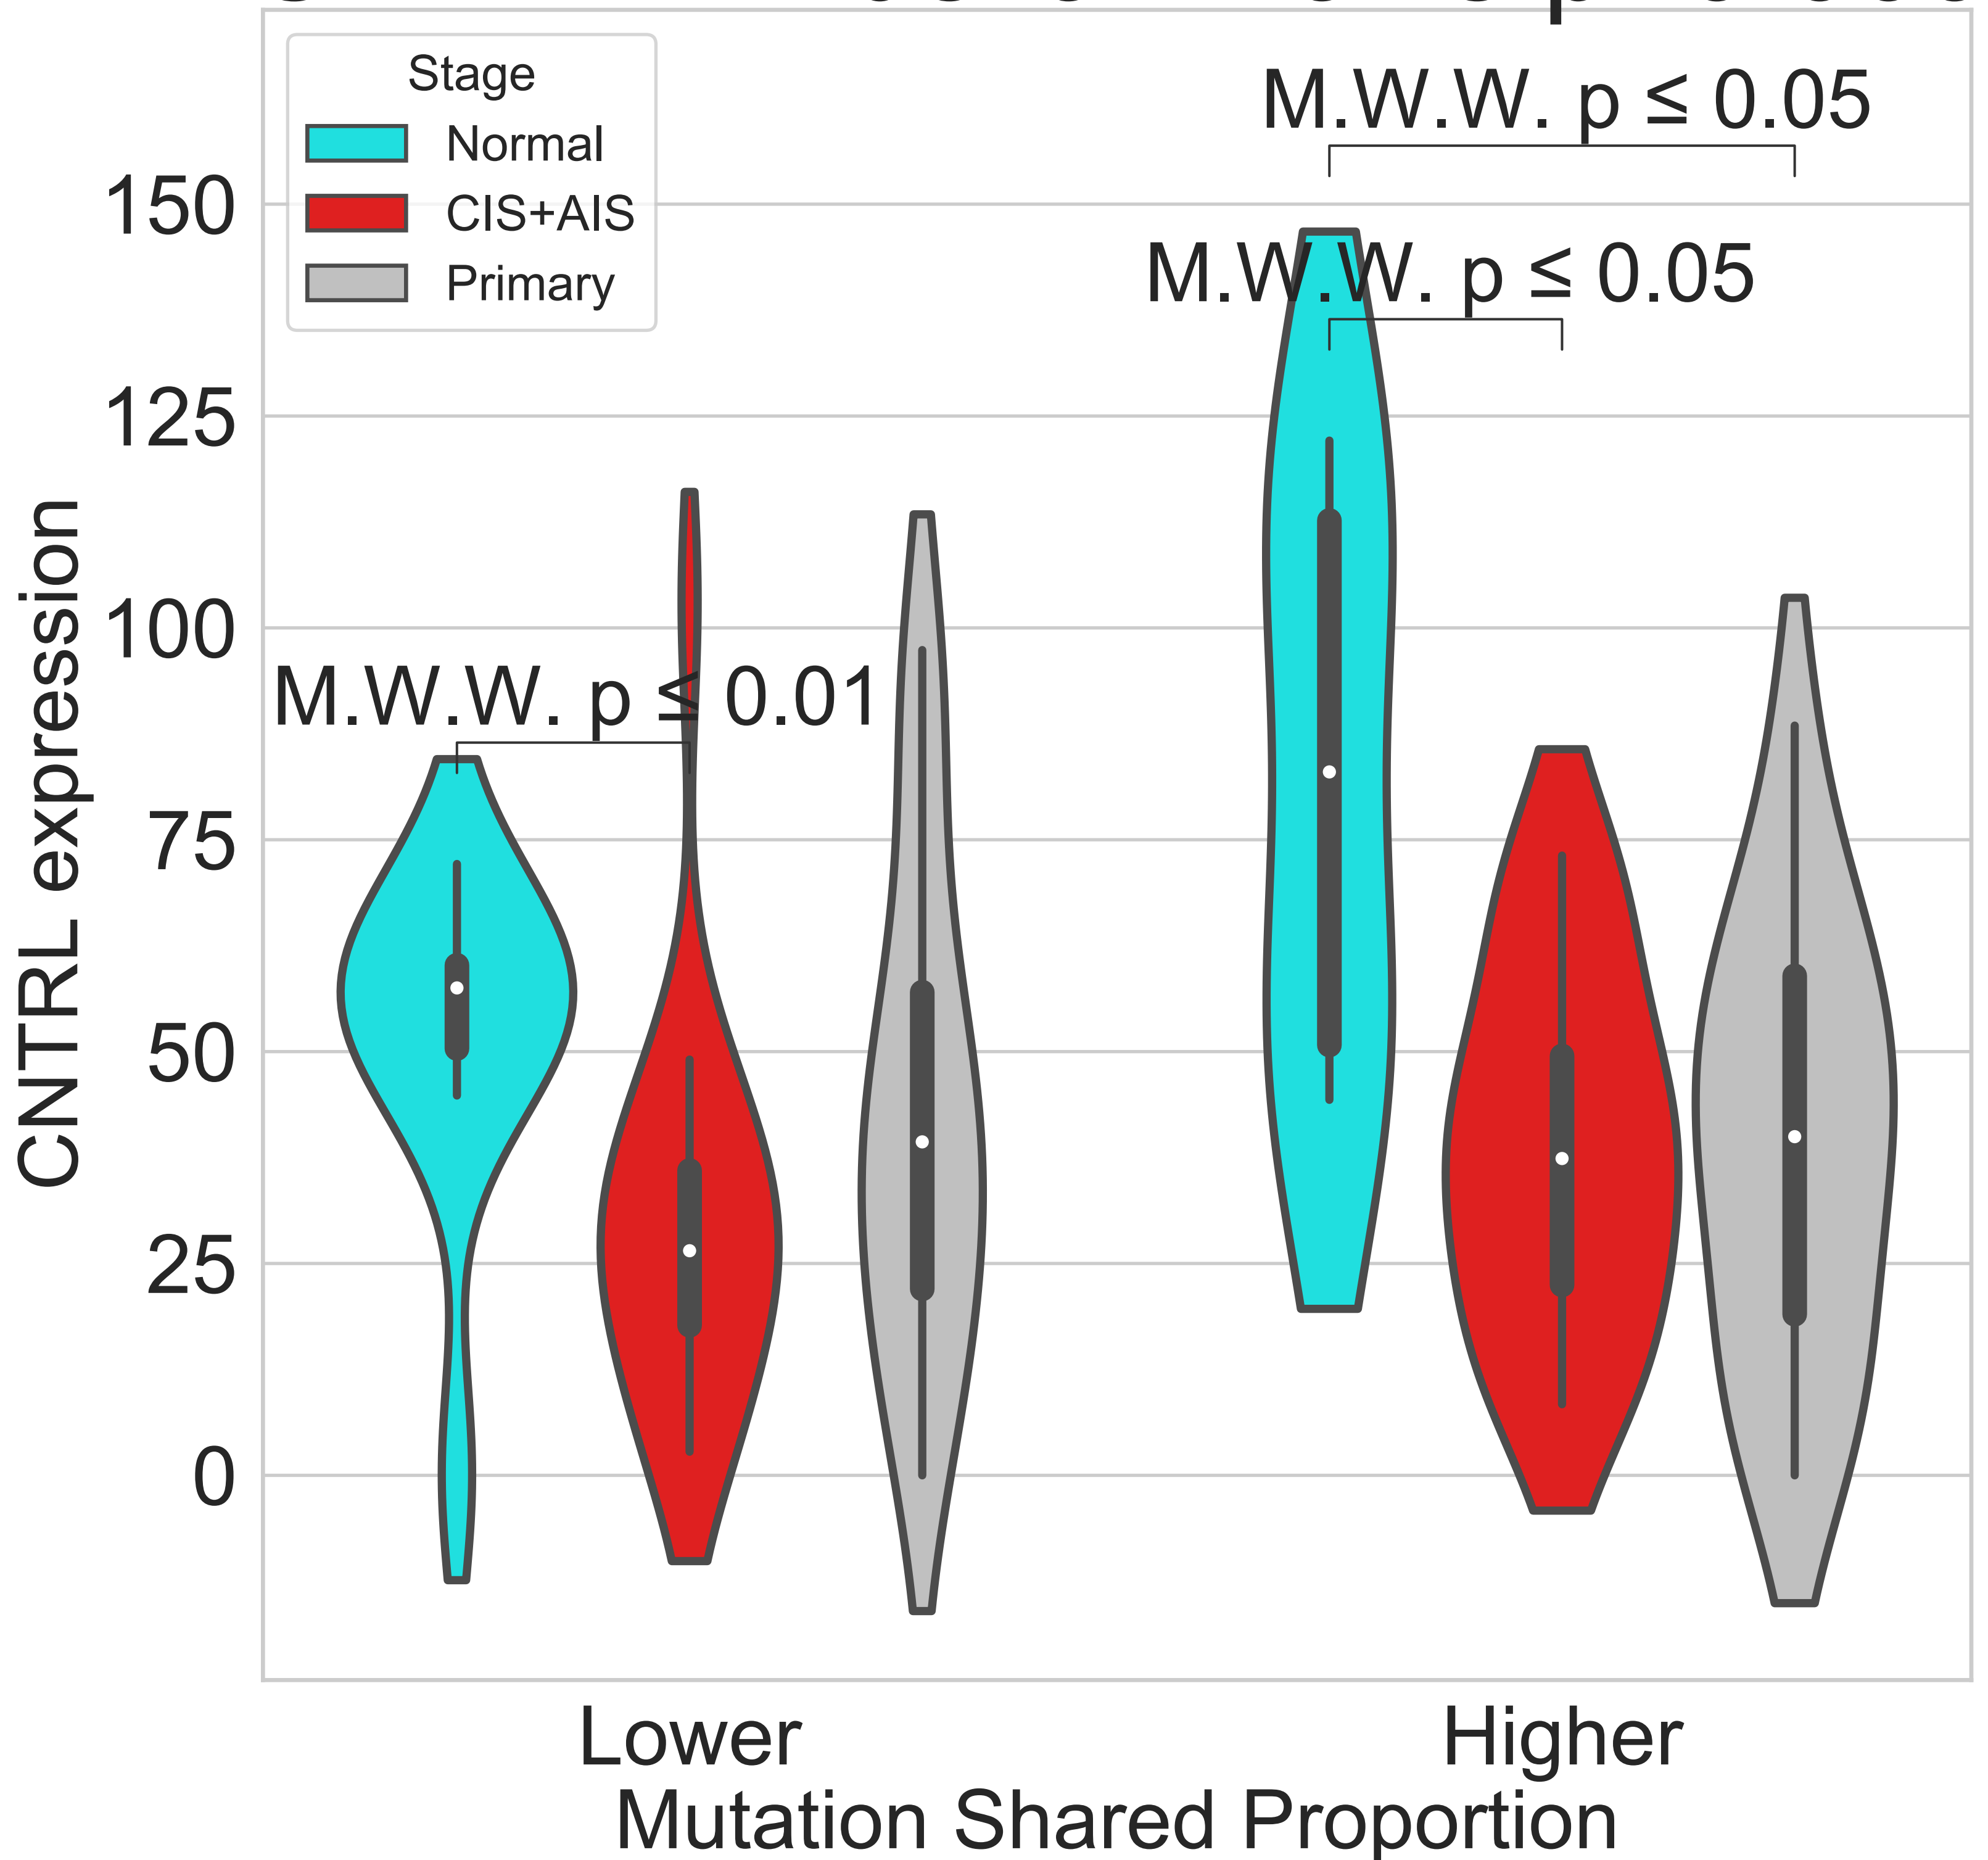 Stage
Normal
CIS+AIS
Primary
M.W.W. p ≤ 0.05
M.W.W. p ≤ 0.05
M.W.W. p ≤ 0.01
150
125
100
75
50
25
0
CNTRL expression
Lower
Higher
Mutation Shared Proportion